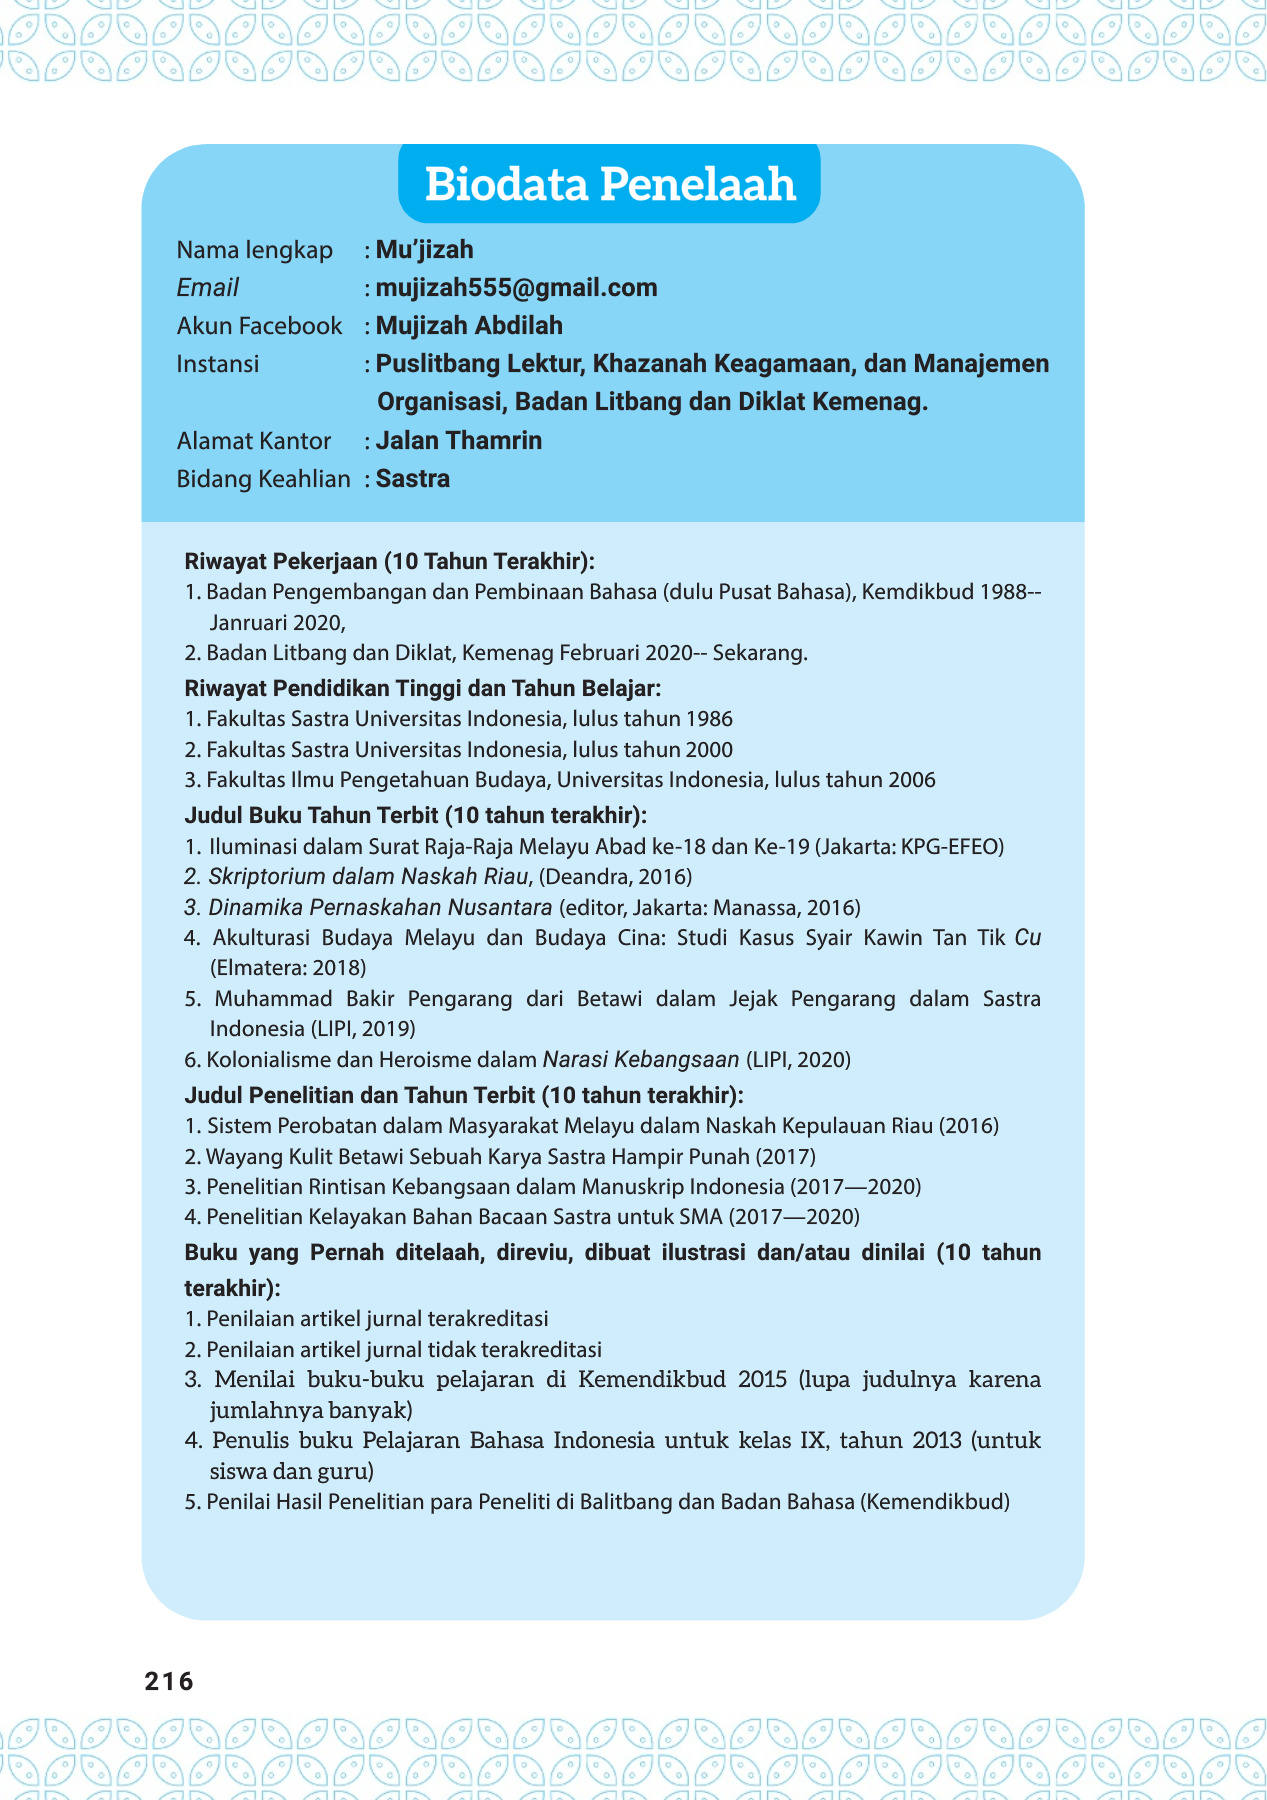 Biodata Penelaah
Nama lengkap : Mu’jizah
Email : mujizah555@gmail.com
Akun Facebook : Mujizah Abdilah
Instansi : Puslitbang Lektur, Khazanah Keagamaan, dan Manajemen
Organisasi, Badan Litbang dan Diklat Kemenag.
Alamat Kantor : Jalan Thamrin
Bidang Keahlian : Sastra
Riwayat Pekerjaan (10 Tahun Terakhir):
1. Badan Pengembangan dan Pembinaan Bahasa (dulu Pusat Bahasa), Kemdikbud 1988--
Janruari 2020,
2. Badan Litbang dan Diklat, Kemenag Februari 2020-- Sekarang.
Riwayat Pendidikan Tinggi dan Tahun Belajar:
1. Fakultas Sastra Universitas Indonesia, lulus tahun 1986
2. Fakultas Sastra Universitas Indonesia, lulus tahun 2000
3. Fakultas Ilmu Pengetahuan Budaya, Universitas Indonesia, lulus tahun 2006
Judul Buku Tahun Terbit (10 tahun terakhir):
1. Iluminasi dalam Surat Raja-Raja Melayu Abad ke-18 dan Ke-19 (Jakarta: KPG-EFEO)
2. Skriptorium dalam Naskah Riau, (Deandra, 2016)
3. Dinamika Pernaskahan Nusantara (editor, Jakarta: Manassa, 2016)
4. Akulturasi Budaya Melayu dan Budaya Cina: Studi Kasus Syair Kawin Tan Tik Cu
(Elmatera: 2018)
5. Muhammad Bakir Pengarang dari Betawi dalam Jejak Pengarang dalam Sastra
Indonesia (LIPI, 2019)
6. Kolonialisme dan Heroisme dalam Narasi Kebangsaan (LIPI, 2020)
Judul Penelitian dan Tahun Terbit (10 tahun terakhir):
1. Sistem Perobatan dalam Masyarakat Melayu dalam Naskah Kepulauan Riau (2016)
2. Wayang Kulit Betawi Sebuah Karya Sastra Hampir Punah (2017)
3. Penelitian Rintisan Kebangsaan dalam Manuskrip Indonesia (2017—2020)
4. Penelitian Kelayakan Bahan Bacaan Sastra untuk SMA (2017—2020)
Buku yang Pernah ditelaah, direviu, dibuat ilustrasi dan/atau dinilai (10 tahun
terakhir):
1. Penilaian artikel jurnal terakreditasi
2. Penilaian artikel jurnal tidak terakreditasi
3. Menilai buku-buku pelajaran di Kemendikbud 2015 (lupa judulnya karena
jumlahnya banyak)
4. Penulis buku Pelajaran Bahasa Indonesia untuk kelas IX, tahun 2013 (untuk
siswa dan guru)
5. Penilai Hasil Penelitian para Peneliti di Balitbang dan Badan Bahasa (Kemendikbud)
216